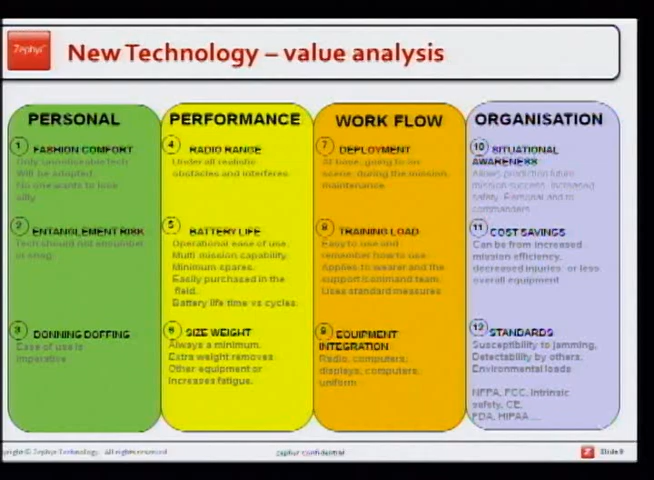 Zephyr
New Technology – value analysis
PERSONAL
1 FASHION COMFORT
Only unnoticeable tech
Will be adopted.
No one wants to look
silly
2 ENTANGLEMENT RISK
Tech should not encumber
or snag
3 DONNING DOFFING
Ease of use is
imperative
PERFORMANCE
4 RADIO RANGE
Under all realistic
obstacles and interferes
5 BATTERY LIFE
Operational ease of use.
Multi mission capability.
Minimum spares.
Easily purchased in the
field.
Battery life time vs cycles.
6 SIZE WEIGHT
Always a minimum.
Extra weight removes
Other equipment or
Increases fatigue.
WORK FLOW
7 DEPLOYMENT
At base, going to
scene, during the mission,
maintenance.
8 TRAINING LOAD
Easy to use and
remember how to use.
Applies to wearer and the
support/command team.
Uses standard measures
9 EQUIPMENT
INTEGRATION
Radio, computers,
displays, computers,
uniform
ORGANISATION
10 SITUATIONAL
AWARENESS
Allows prediction future
mission success, increased
safety. Personal and to
commanders
11 COST SAVINGS
Can be from increased
mission efficiency,
decreased injuries, or less
overall equipment
12 STANDARDS
Susceptibility to jamming,
Detectability by others.
Environmental loads
NFPA, FCC, Intrinsic
safety, CE,
FDA, HIPAA ...
yright © Zephyr Technology. All rights reserved
zephyr confidential
Z Slide 8